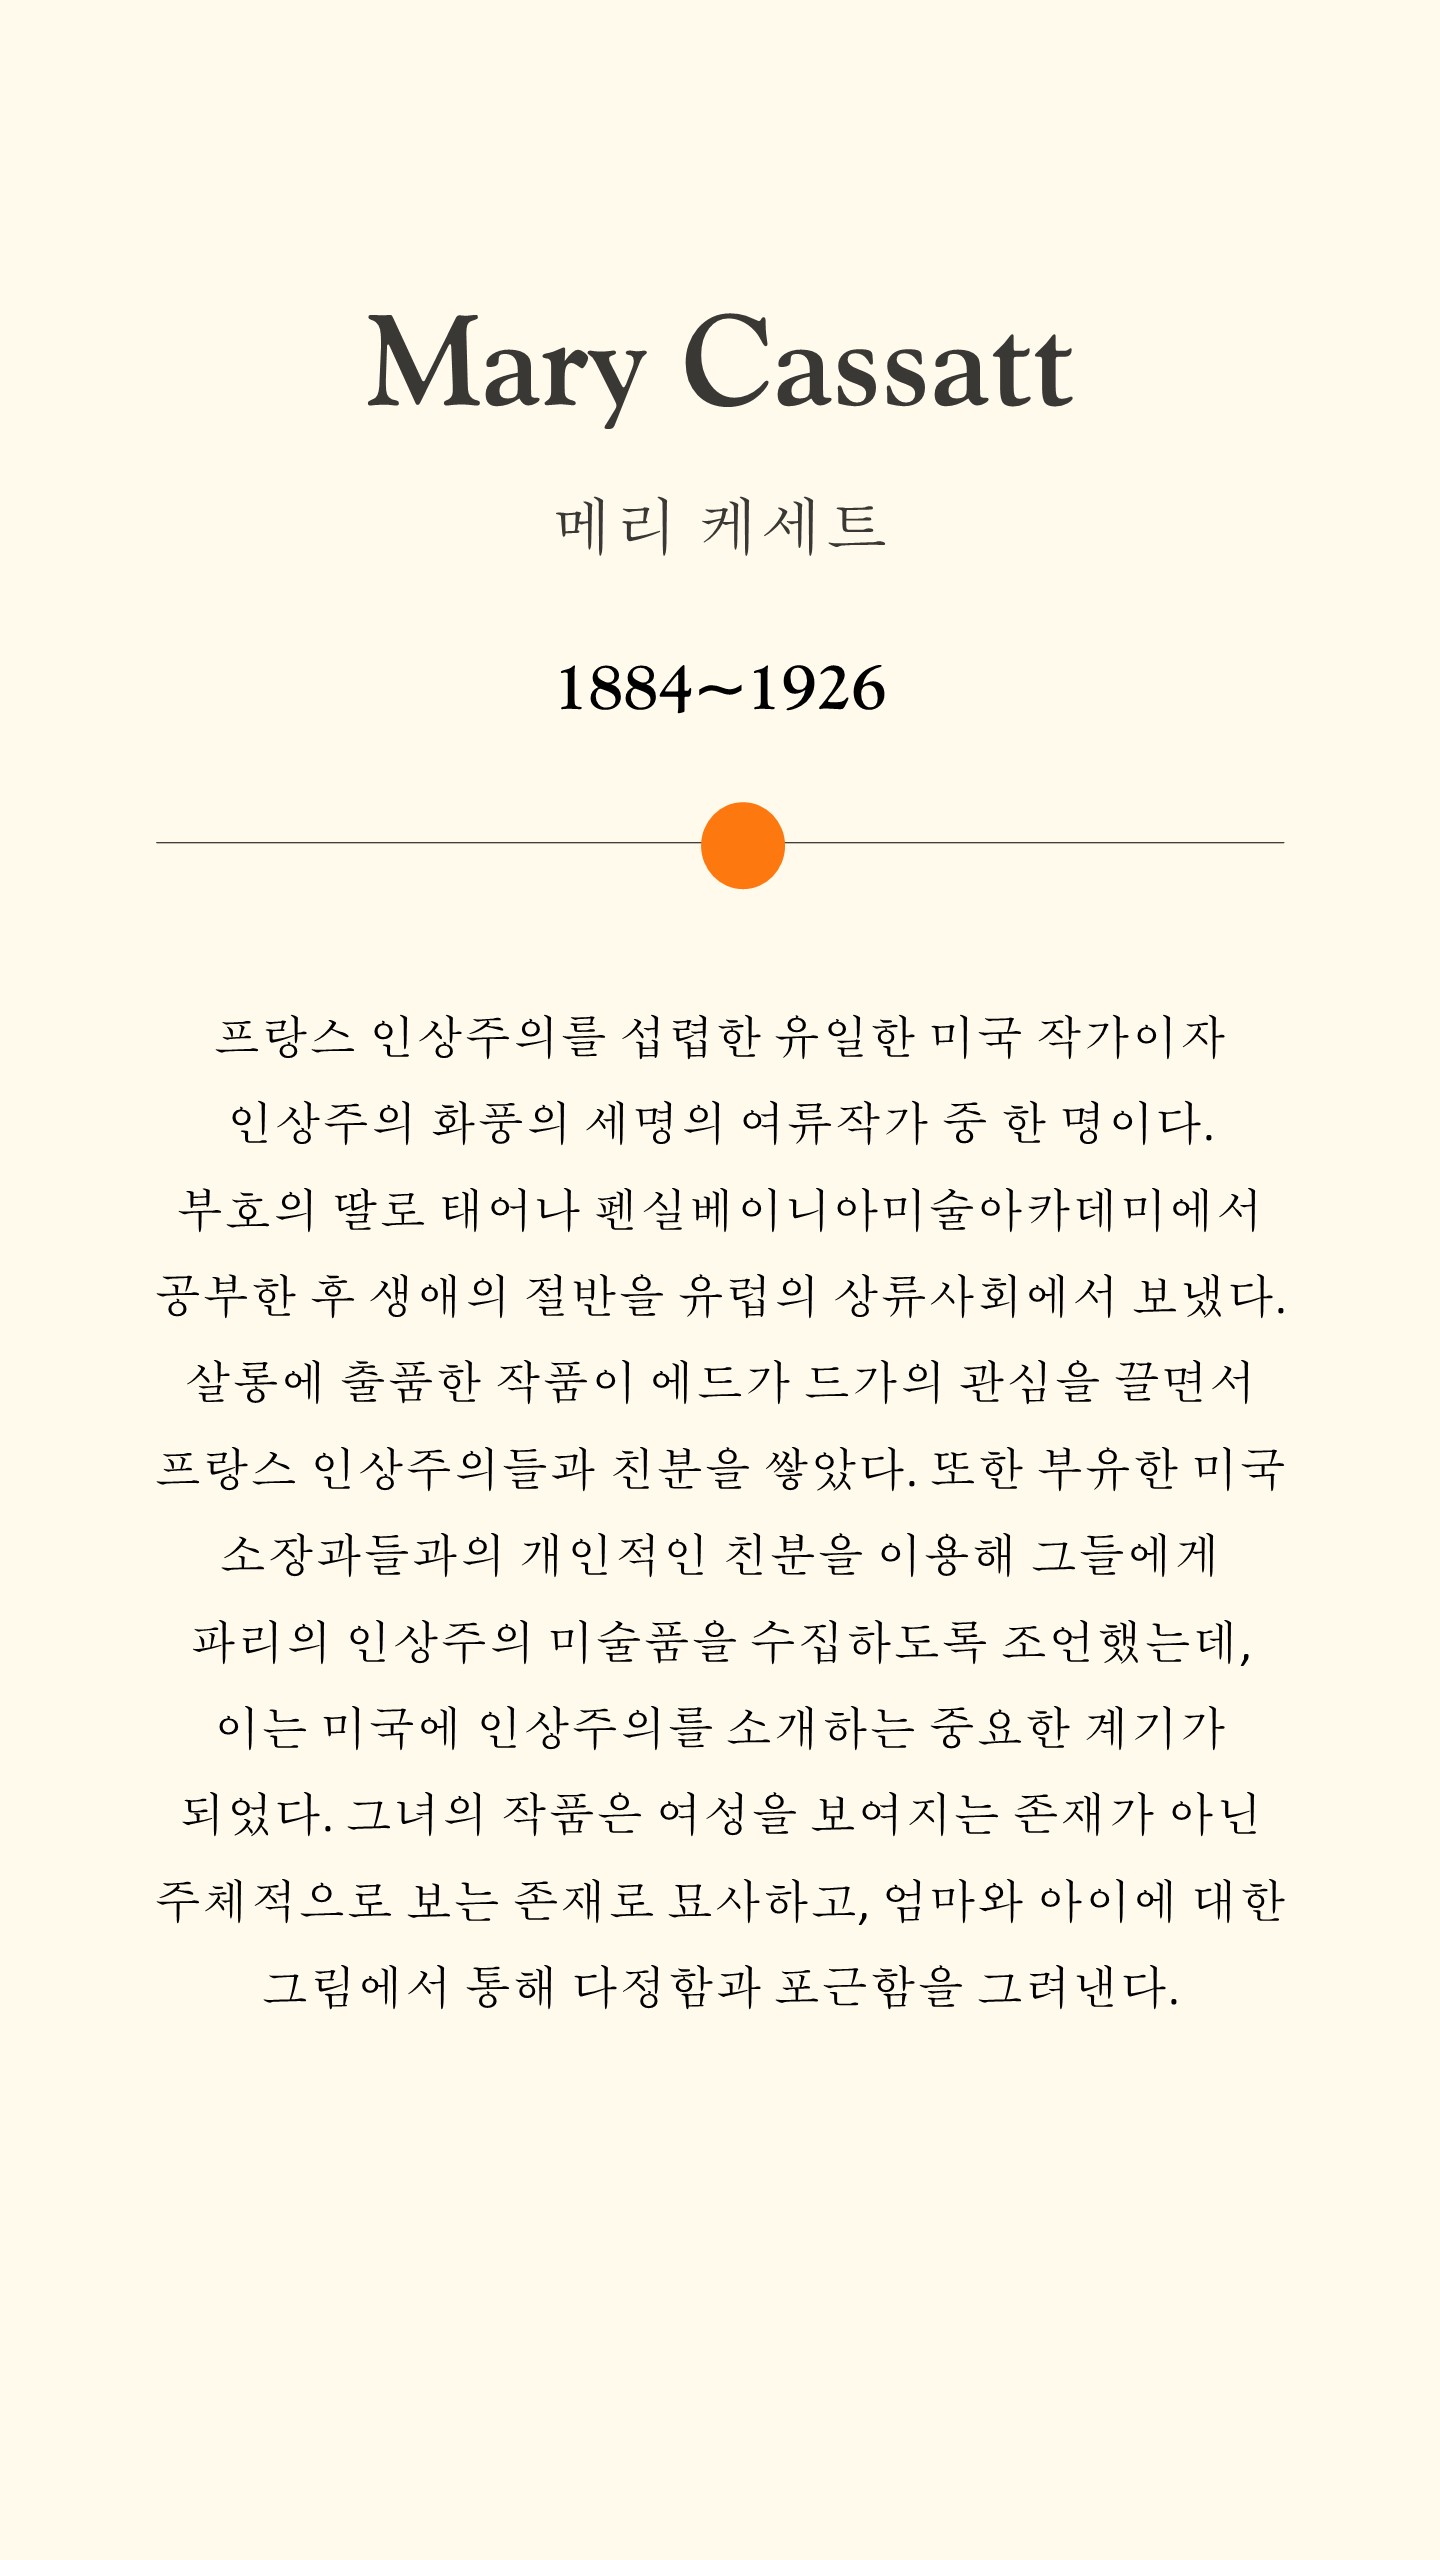 Mary Cassatt
메리 케세트
1884~1926
프랑스 인상주의를 섭렵한 유일한 미국 작가이자
인상주의 화풍의 세명의 여류작가 중 한 명이다.
부호의 딸로 태어나 펜실베이니아미술아카데미에서
공부한 후 생애의 절반을 유럽의 상류사회에서 보냈다.
살롱에 출품한 작품이 에드가 드가의 관심을 끌면서
프랑스 인상주의들과 친분을 쌓았다. 또한 부유한 미국
소장과들과의 개인적인 친분을 이용해 그들에게
파리의 인상주의 미술품을 수집하도록 조언했는데,
이는 미국에 인상주의를 소개하는 중요한 계기가
되었다. 그녀의 작품은 여성을 보여지는 존재가 아닌
주체적으로 보는 존재로 묘사하고, 엄마와 아이에 대한
그림에서 통해 다정함과 포근함을 그려낸다.